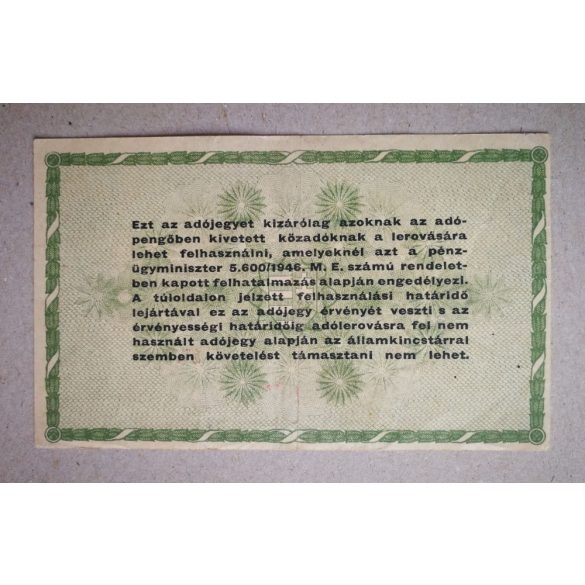 Ezt az adójegyet kizárólag azoknak az adó-
pengőben kivetett közadóknak a lerovására
lehet felhasználni, amelyeknél azt a pénz-
ügyminiszter 5.600/1946. M. E. számú rendelet-
ben kapott felhatalmazás alapján engedélyezi.
A túloldalon jelzett felhasználási határidő
lejártával ez az adójegy érvényét veszti s az
érvényességi határidőig adólerovásra fel nem
használt adójegy alapján az államkincstárral
szemben követelést támasztani nem lehet.